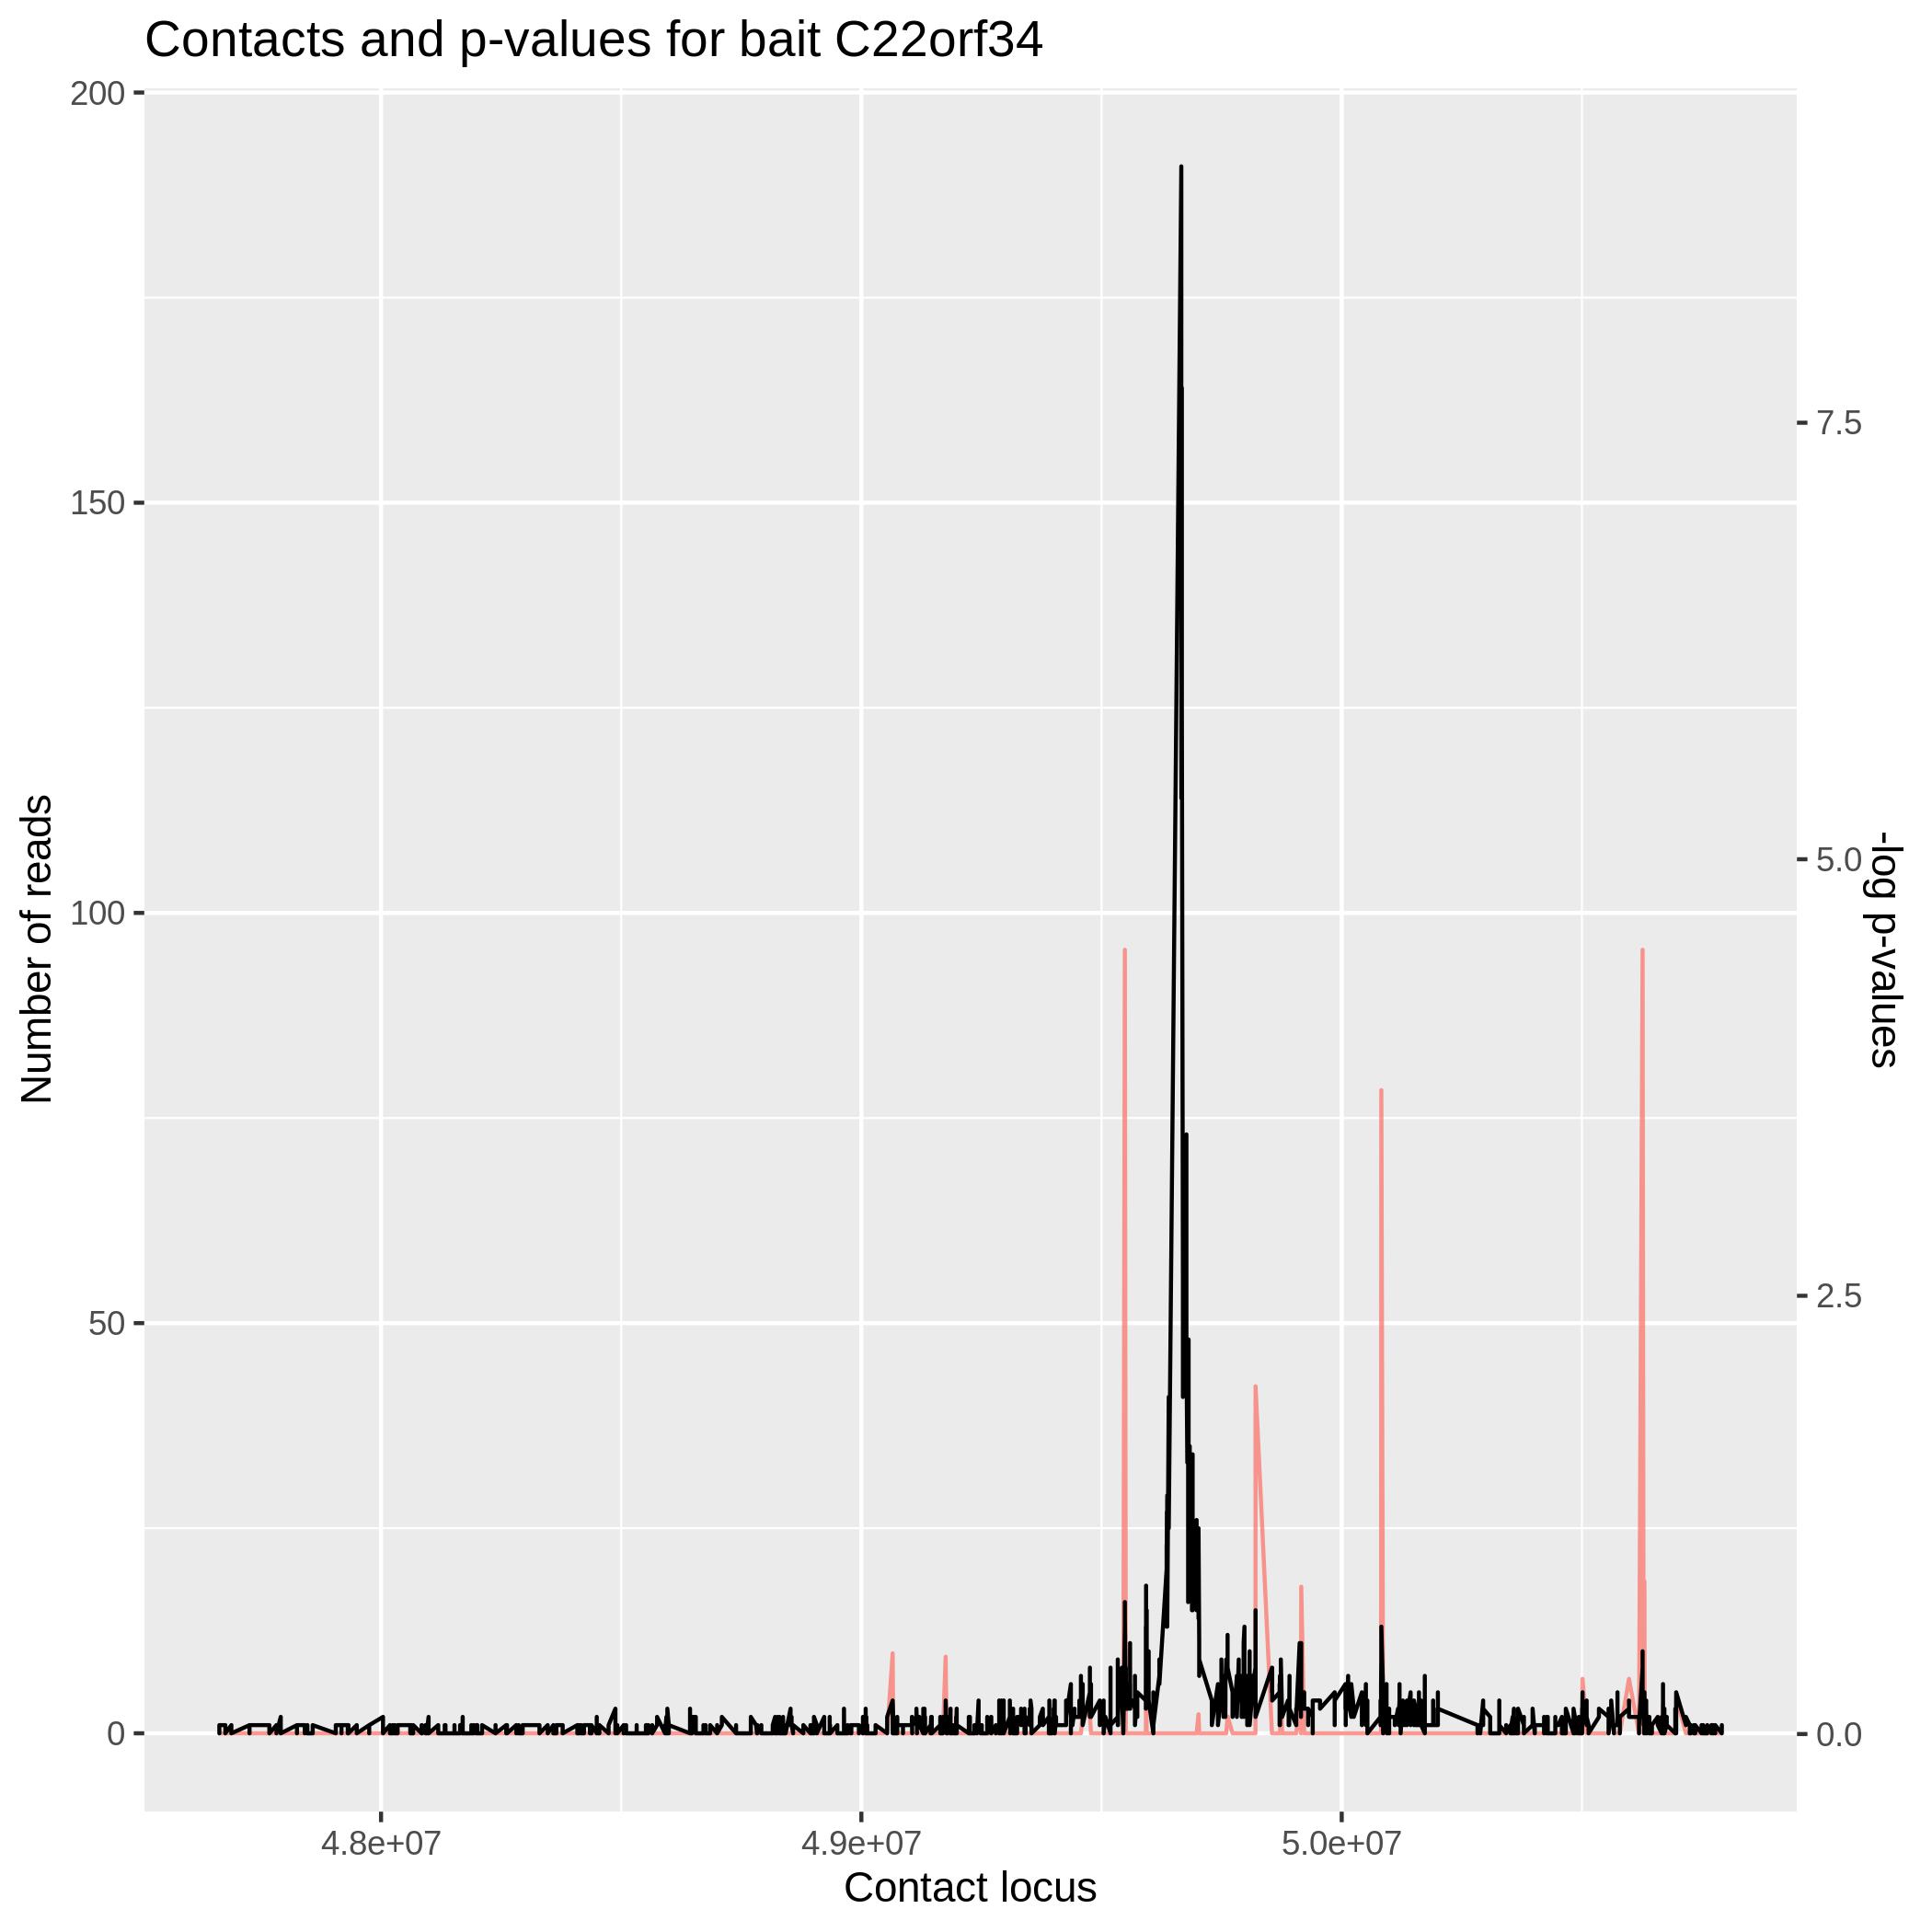 Contacts and p-values for bait C22orf34
200
150
100
50
0
Number of reads
7.5
5.0
2.5
0.0
-log p-values
4.8e+07
4.9e+07
5.0e+07
Contact locus